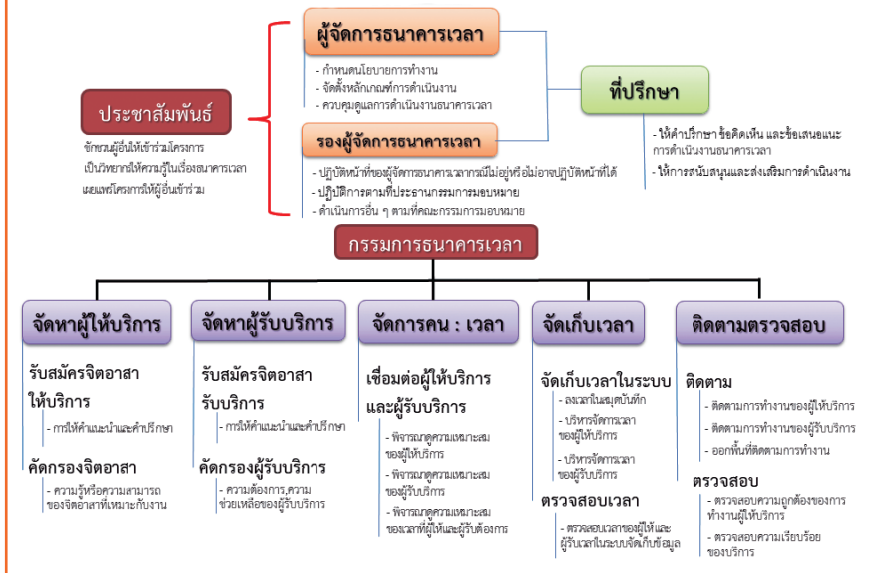 ผู้จัดการธนาคารเวลา
- กำหนดนโยบายการทำงาน
- จัดตั้งหลักเกณฑ์การดำเนินงาน
- ควบคุมดูแลการดำเนินงานธนาคารเวลา
ประชาสัมพันธ์
ชักชวนผู้อื่นให้เข้าร่วมโครงการ
เป็นวิทยากรให้ความรู้ในเรื่องธนาคารเวลา
เผยแพร่โครงการให้ผู้อื่นเข้าร่วม
รองผู้จัดการธนาคารเวลา
- ปฏิบัติหน้าที่ของผู้จัดการธนาคารเวลากรณีไม่อยู่หรือไม่อาจปฏิบัติหน้าที่ได้
- ปฏิบัติการตามที่ประธานกรรมการมอบหมาย
- ดำเนินการอื่น ๆ ตามที่คณะกรรมการมอบหมาย
ที่ปรึกษา
- ให้คำปรึกษา ข้อคิดเห็น และข้อเสนอแนะ
การดำเนินงานธนาคารเวลา
- ให้การสนับสนุนและส่งเสริมการดำเนินงาน
กรรมการธนาคารเวลา
จัดหาผู้ให้บริการ
รับสมัครจิตอาสา
ให้บริการ
- การให้คำแนะนำและคำปรึกษา
คัดกรองจิตอาสา
- ความรู้หรือความสามารถ
ของจิตอาสาที่เหมาะกับงาน
จัดหาผู้รับบริการ
รับสมัครจิตอาสา
รับบริการ
- การให้คำแนะนำและคำปรึกษา
คัดกรองผู้รับบริการ
- ความต้องการ,ความ
ช่วยเหลือของผู้รับบริการ
จัดการคน : เวลา
เชื่อมต่อผู้ให้บริการ
และผู้รับบริการ
- พิจารณาดูความเหมาะสม
ของผู้ให้บริการ
- พิจารณาดูความเหมาะสม
ของผู้รับบริการ
- พิจารณาดูความเหมาะสม
ของเวลาที่ผู้ให้และผู้รับต้องการ
จัดเก็บเวลา
จัดเก็บเวลาในระบบ
- ลงเวลาในสมุดบันทึก
- บริหารจัดการเวลา
ของผู้ให้บริการ
- บริหารจัดการเวลา
ของผู้รับบริการ
ตรวจสอบเวลา
- ตรวจสอบเวลาของผู้ให้และ
ผู้รับเวลาในระบบจัดเก็บข้อมูล
ติดตามตรวจสอบ
ติดตาม
- ติดตามการทำงานของผู้ให้บริการ
- ติดตามการทำงานของผู้รับบริการ
- ออกพื้นที่ติดตามการทำงาน
ตรวจสอบ
- ตรวจสอบความถูกต้องของการ
ทำงานผู้ให้บริการ
- ตรวจสอบความเรียบร้อย
ของบริการ